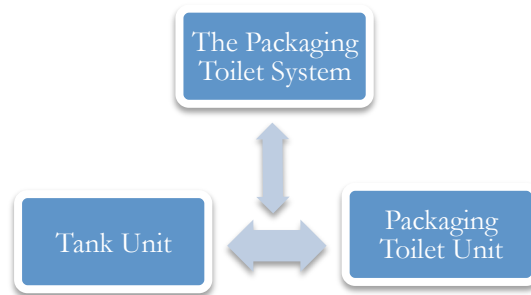 The Packaging
Toilet System
Tank Unit
Packaging
Toilet Unit